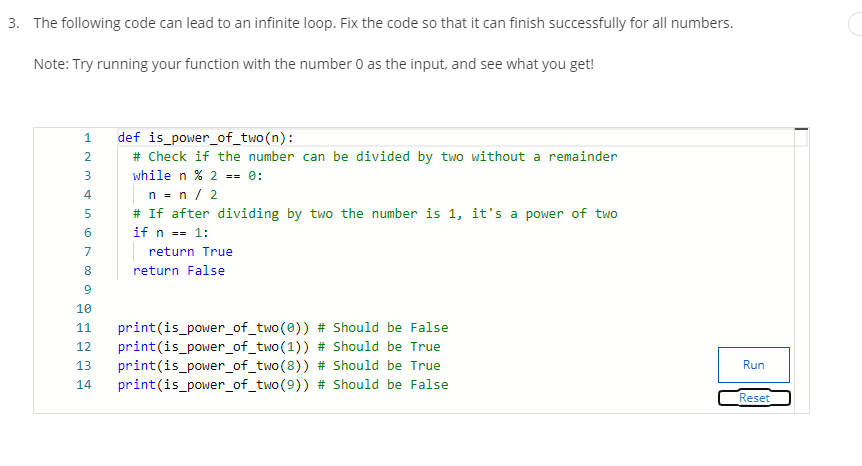 3. The following code can lead to an infinite loop. Fix the code so that it can finish successfully for all numbers.
Note: Try running your function with the number 0 as the input, and see what you get!
1 def is_power_of_two(n):
2   # Check if the number can be divided by two without a remainder
3   while n % 2 == 0:
4     n = n / 2
5   # If after dividing by two the number is 1, it's a power of two
6   if n == 1:
7     return True
8   return False
9
10
11 print(is_power_of_two(0)) # Should be False
12 print(is_power_of_two(1)) # Should be True
13 print(is_power_of_two(8)) # Should be True
14 print(is_power_of_two(9)) # Should be False
Run
Reset